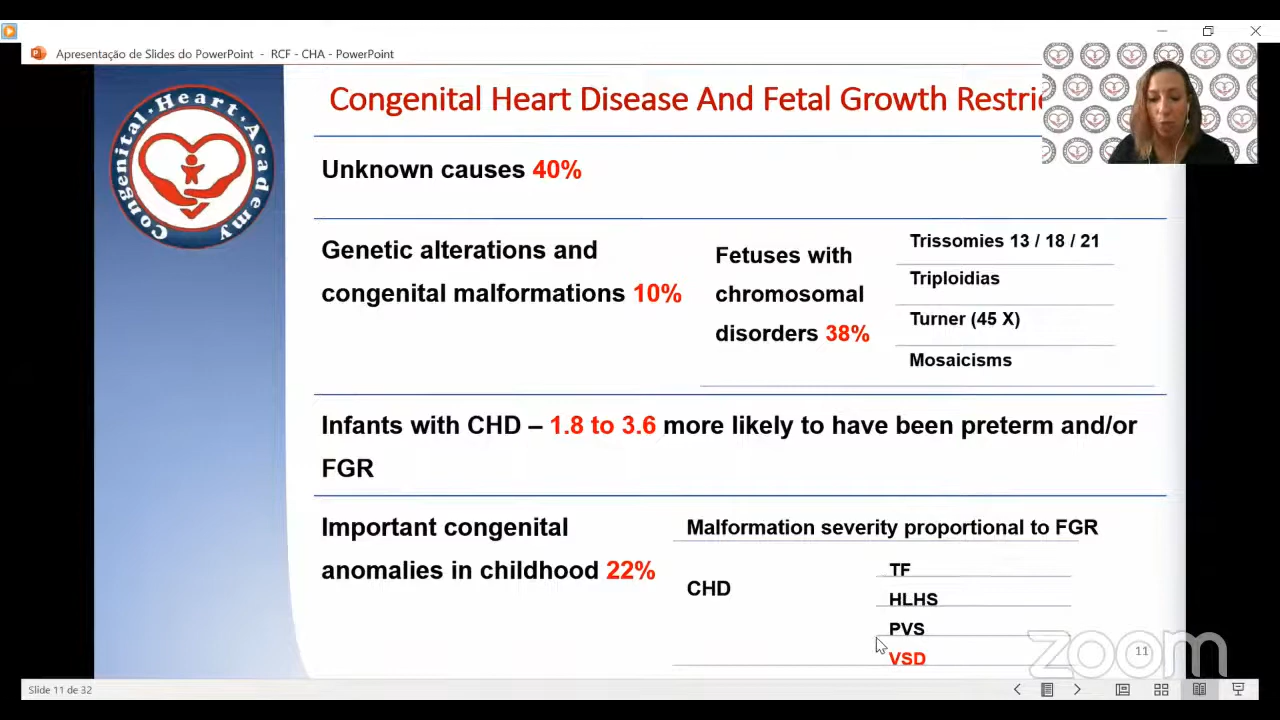 Apresentação de Slides do PowerPoint - RCF - CHA - PowerPoint
Congenital · Heart · Academy
Congenital Heart Disease And Fetal Growth Restric
Unknown causes 40%
Genetic alterations and
congenital malformations 10%
Fetuses with
chromosomal
disorders 38%
Trissomies 13 / 18 / 21
Triploidias
Turner (45 X)
Mosaicisms
Infants with CHD – 1.8 to 3.6 more likely to have been preterm and/or
FGR
Important congenital
anomalies in childhood 22%
Malformation severity proportional to FGR
CHD
TF
HLHS
PVS
VSD
zoom
11
Slide 11 de 32